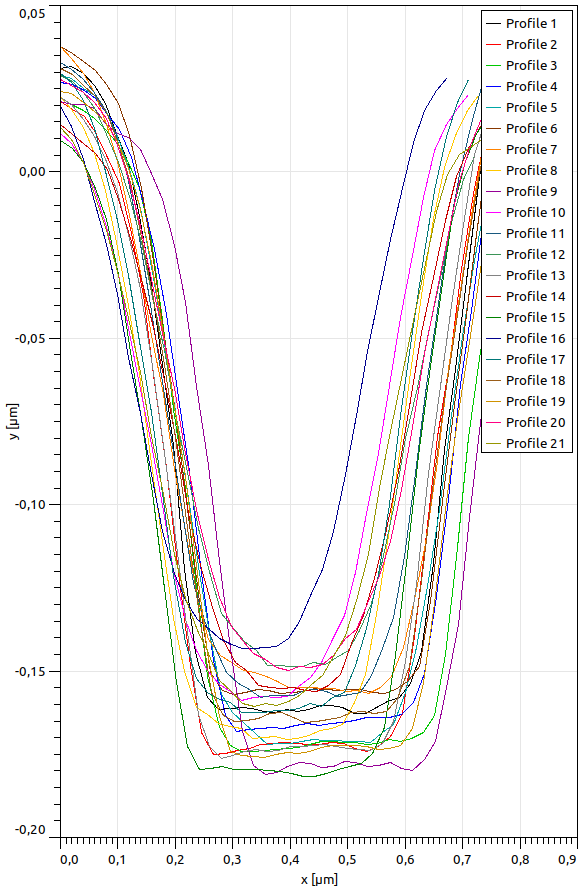 0,05
0,00
-0,05
-0,10
-0,15
-0,20
y [µm]
0,0 0,1 0,2 0,3 0,4 0,5 0,6 0,7 0,8 0,9
x [µm]
Profile 1
Profile 2
Profile 3
Profile 4
Profile 5
Profile 6
Profile 7
Profile 8
Profile 9
Profile 10
Profile 11
Profile 12
Profile 13
Profile 14
Profile 15
Profile 16
Profile 17
Profile 18
Profile 19
Profile 20
Profile 21